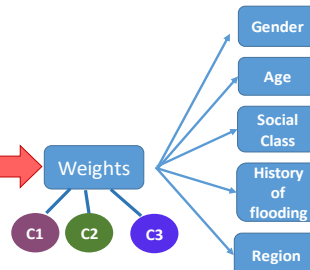 Gender
Age
Social
Class
Weights
History
of
flooding
C1 C2 C3
Region